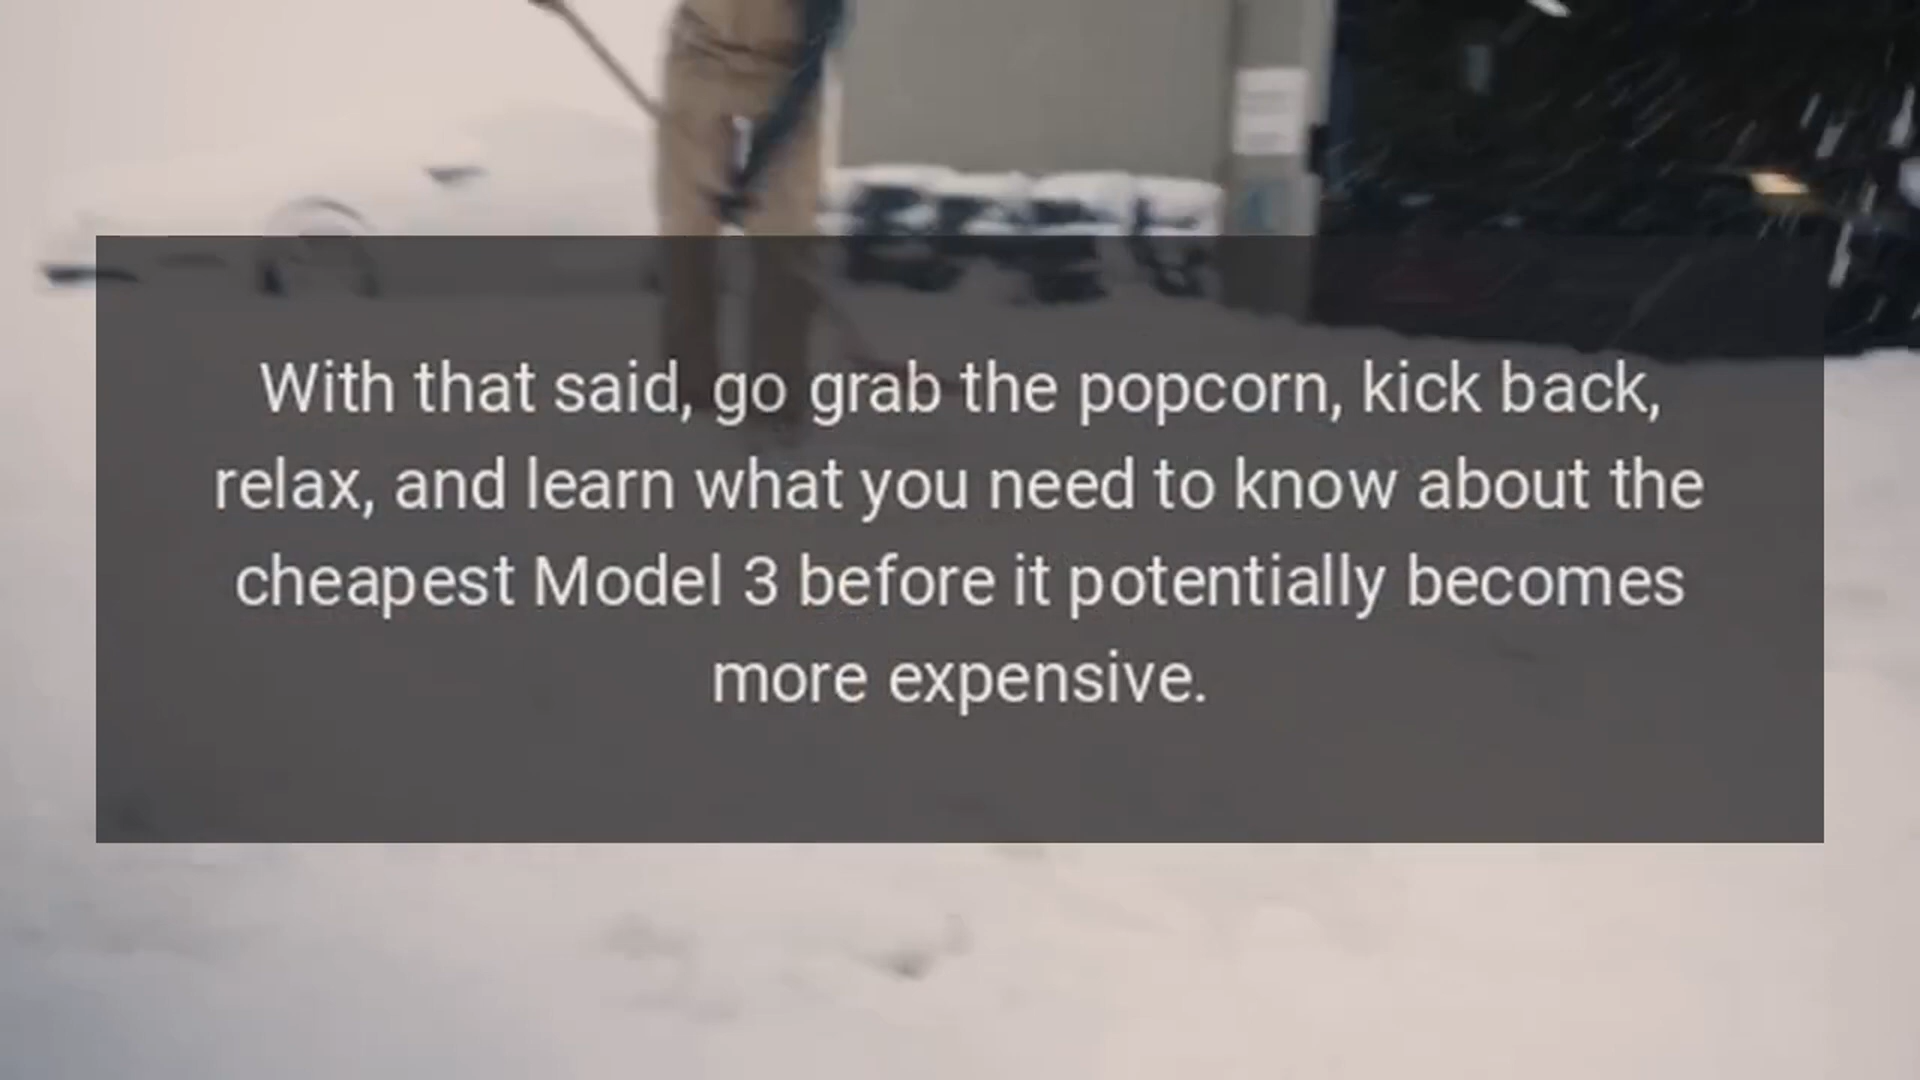 With that said, go grab the popcorn, kick back,
relax, and learn what you need to know about the
cheapest Model 3 before it potentially becomes
more expensive.